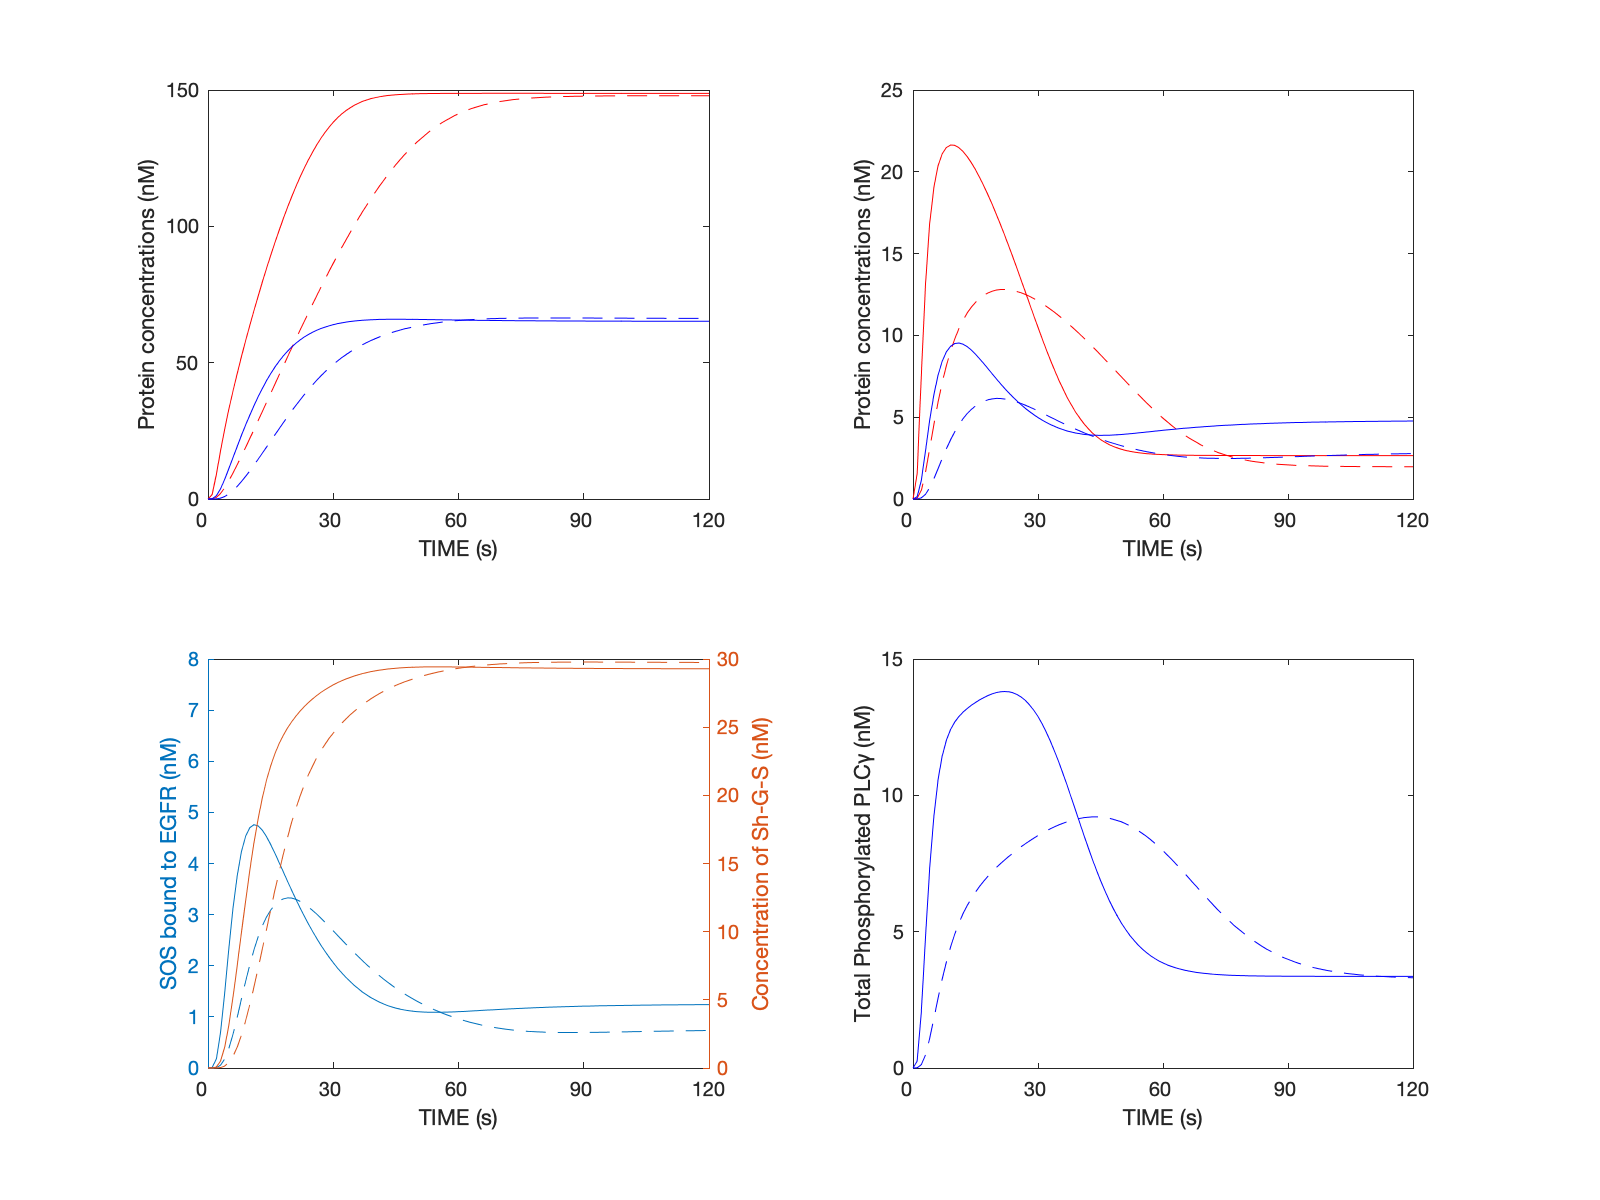 150
100
50
0
Protein concentrations (nM)
0 30 60 90 120
TIME (s)
25
20
15
10
5
0
Protein concentrations (nM)
0 30 60 90 120
TIME (s)
8
7
6
5
4
3
2
1
0
SOS bound to EGFR (nM)
30
25
20
15
10
5
0
Concentration of Sh-G-S (nM)
0 30 60 90 120
TIME (s)
15
10
5
0
Total Phosphorylated PLCγ (nM)
0 30 60 90 120
TIME (s)